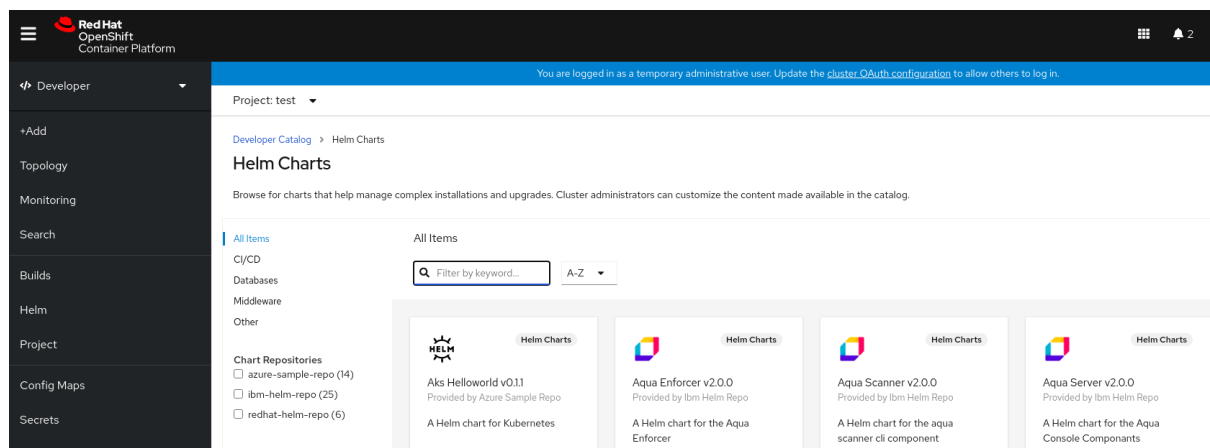 Red Hat
OpenShift
Container Platform
2
You are logged in as a temporary administrative user. Update the cluster OAuth configuration to allow others to log in.
Developer
Project: test
+Add
Topology
Monitoring
Search
Builds
Helm
Project
Config Maps
Secrets
Developer Catalog > Helm Charts
Helm Charts
Browse for charts that help manage complex installations and upgrades. Cluster administrators can customize the content made available in the catalog.
All Items
CI/CD
Databases
Middleware
Other
Chart Repositories
azure-sample-repo (14)
ibm-helm-repo (25)
redhat-helm-repo (6)
All Items
Filter by keyword...
A-Z
HELM
Helm Charts
Aks Helloworld v0.1.1
Provided by Azure Sample Repo
A Helm chart for Kubernetes
Helm Charts
Aqua Enforcer v2.0.0
Provided by Ibm Helm Repo
A Helm chart for the Aqua
Enforcer
Helm Charts
Aqua Scanner v2.0.0
Provided by Ibm Helm Repo
A Helm chart for the aqua
scanner cli component
Helm Charts
Aqua Server v2.0.0
Provided by Ibm Helm Repo
A Helm chart for the Aqua
Console Componants